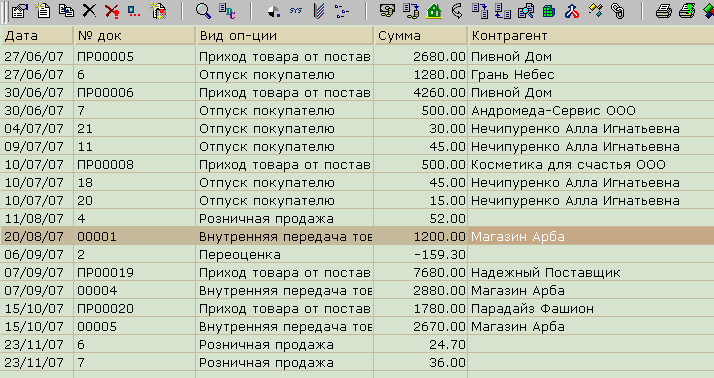 SYS
Дата № док Вид оп-ции Сумма Контрагент
27/06/07 ПР00005 Приход товара от постав 2680.00 Пивной Дом
27/06/07 6 Отпуск покупателю 1280.00 Грань Небес
30/06/07 ПР00006 Приход товара от постав 4260.00 Пивной Дом
30/06/07 7 Отпуск покупателю 500.00 Андромеда-Сервис ООО
04/07/07 21 Отпуск покупателю 30.00 Нечипуренко Алла Игнатьевна
09/07/07 11 Отпуск покупателю 45.00 Нечипуренко Алла Игнатьевна
10/07/07 ПР00008 Приход товара от постав 500.00 Косметика для счастья ООО
10/07/07 18 Отпуск покупателю 45.00 Нечипуренко Алла Игнатьевна
10/07/07 20 Отпуск покупателю 15.00 Нечипуренко Алла Игнатьевна
11/08/07 4 Розничная продажа 52.00
20/08/07 00001 Внутренняя передача тов 1200.00 Магазин Арба
06/09/07 2 Переоценка -159.30
07/09/07 ПР00019 Приход товара от постав 7680.00 Надежный Поставщик
07/09/07 00004 Внутренняя передача тов 2880.00 Магазин Арба
15/10/07 ПР00020 Приход товара от постав 1780.00 Парадайз Фашион
15/10/07 00005 Внутренняя передача тов 2670.00 Магазин Арба
23/11/07 6 Розничная продажа 24.70
23/11/07 7 Розничная продажа 36.00